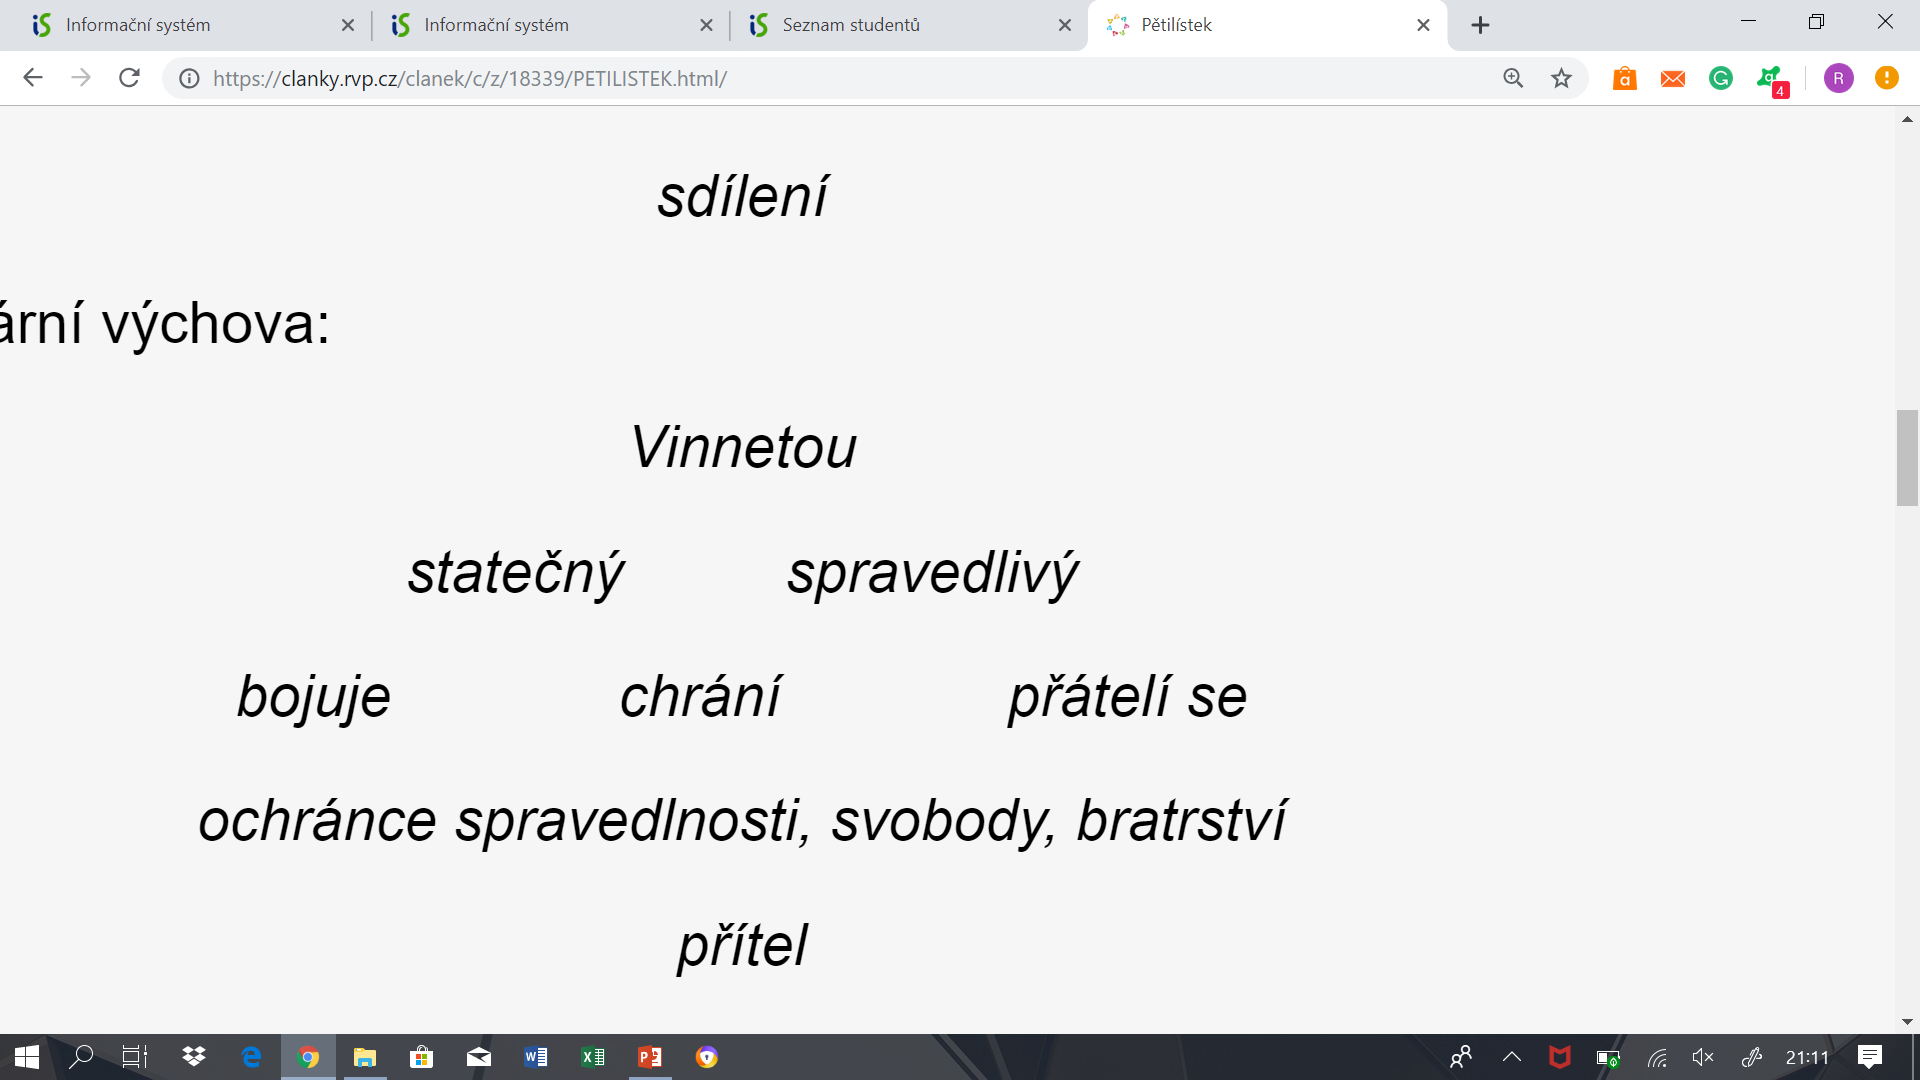 Informační systém
Informační systém
Seznam studentů
Pětilístek
https://clanky.rvp.cz/clanek/c/z/18339/PETILISTEK.html/
R
4
sdílení
ární výchova:
Vinnetou
statečný spravedlivý
bojuje chrání přátelí se
ochránce spravedlnosti, svobody, bratrství
přítel
21:11